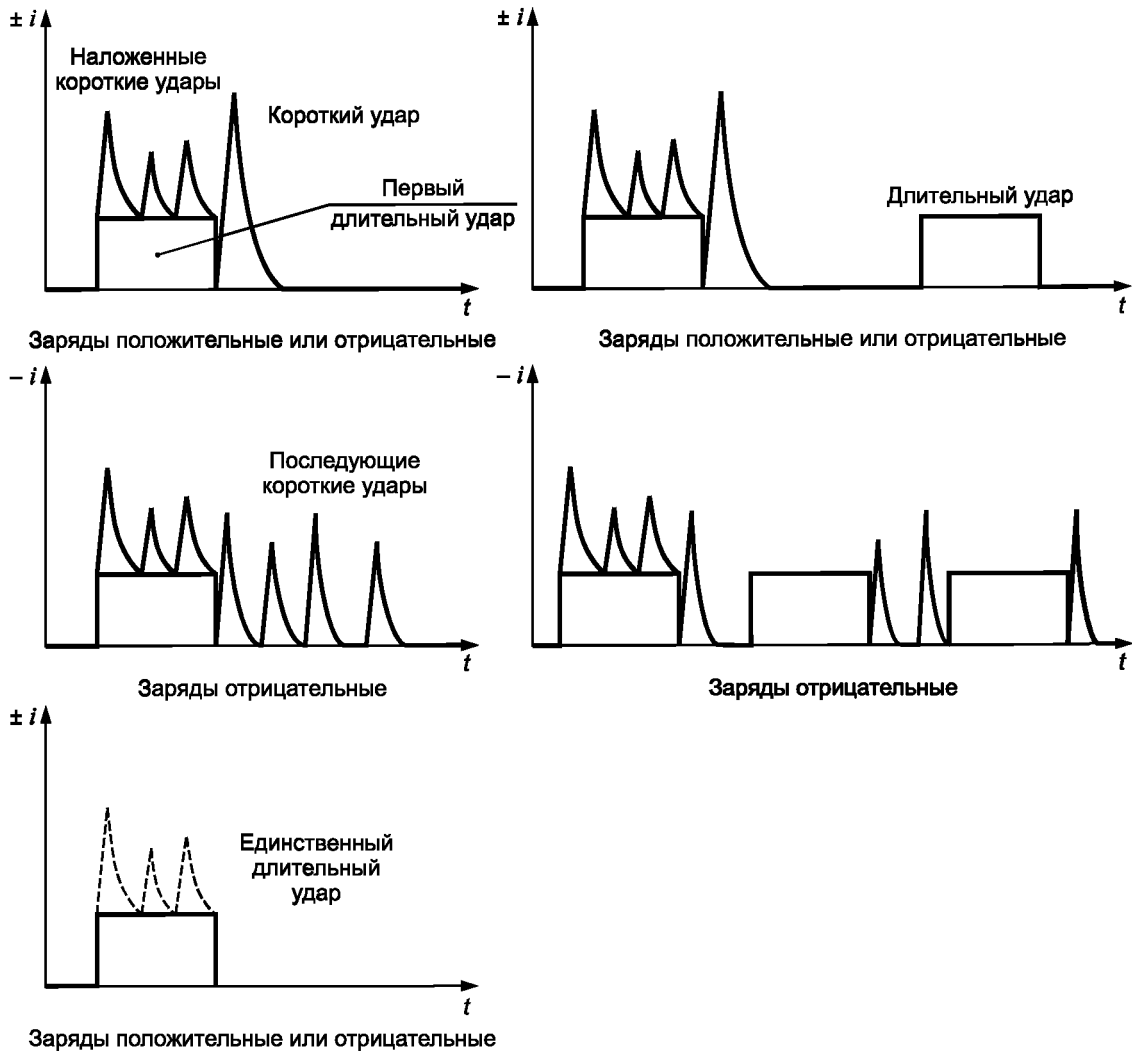 ± i
Наложенные
короткие удары
Короткий удар
Первый
длительный удар
t
Заряды положительные или отрицательные
± i
Длительный удар
t
Заряды положительные или отрицательные
– i
Последующие
короткие удары
t
Заряды отрицательные
– i
t
Заряды отрицательные
± i
Единственный
длительный
удар
t
Заряды положительные или отрицательные